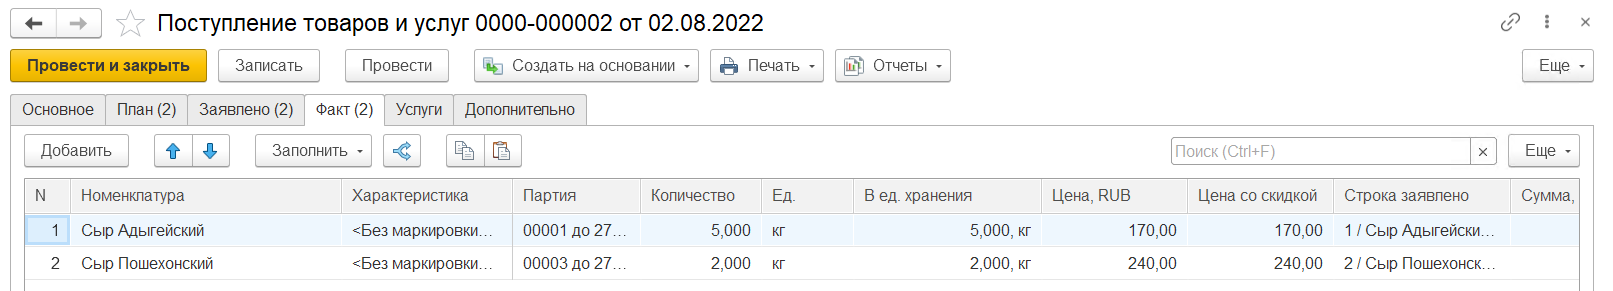 Поступление товаров и услуг 0000-000002 от 02.08.2022
Провести и закрыть Записать Провести Создать на основании Печать Отчеты Еще
Основное План (2) Заявлено (2) Факт (2) Услуги Дополнительно
Добавить Заполнить Поиск (Ctrl+F) × Еще
N Номенклатура Характеристика Партия Количество Ед. В ед. хранения Цена, RUB Цена со скидкой Строка заявлено Сумма,
1 Сыр Адыгейский <Без маркировки... 00001 до 27... 5,000 кг 5,000, кг 170,00 170,00 1 / Сыр Адыгейски...
2 Сыр Пошехонский <Без маркировки... 00003 до 27... 2,000 кг 2,000, кг 240,00 240,00 2 / Сыр Пошехонск...